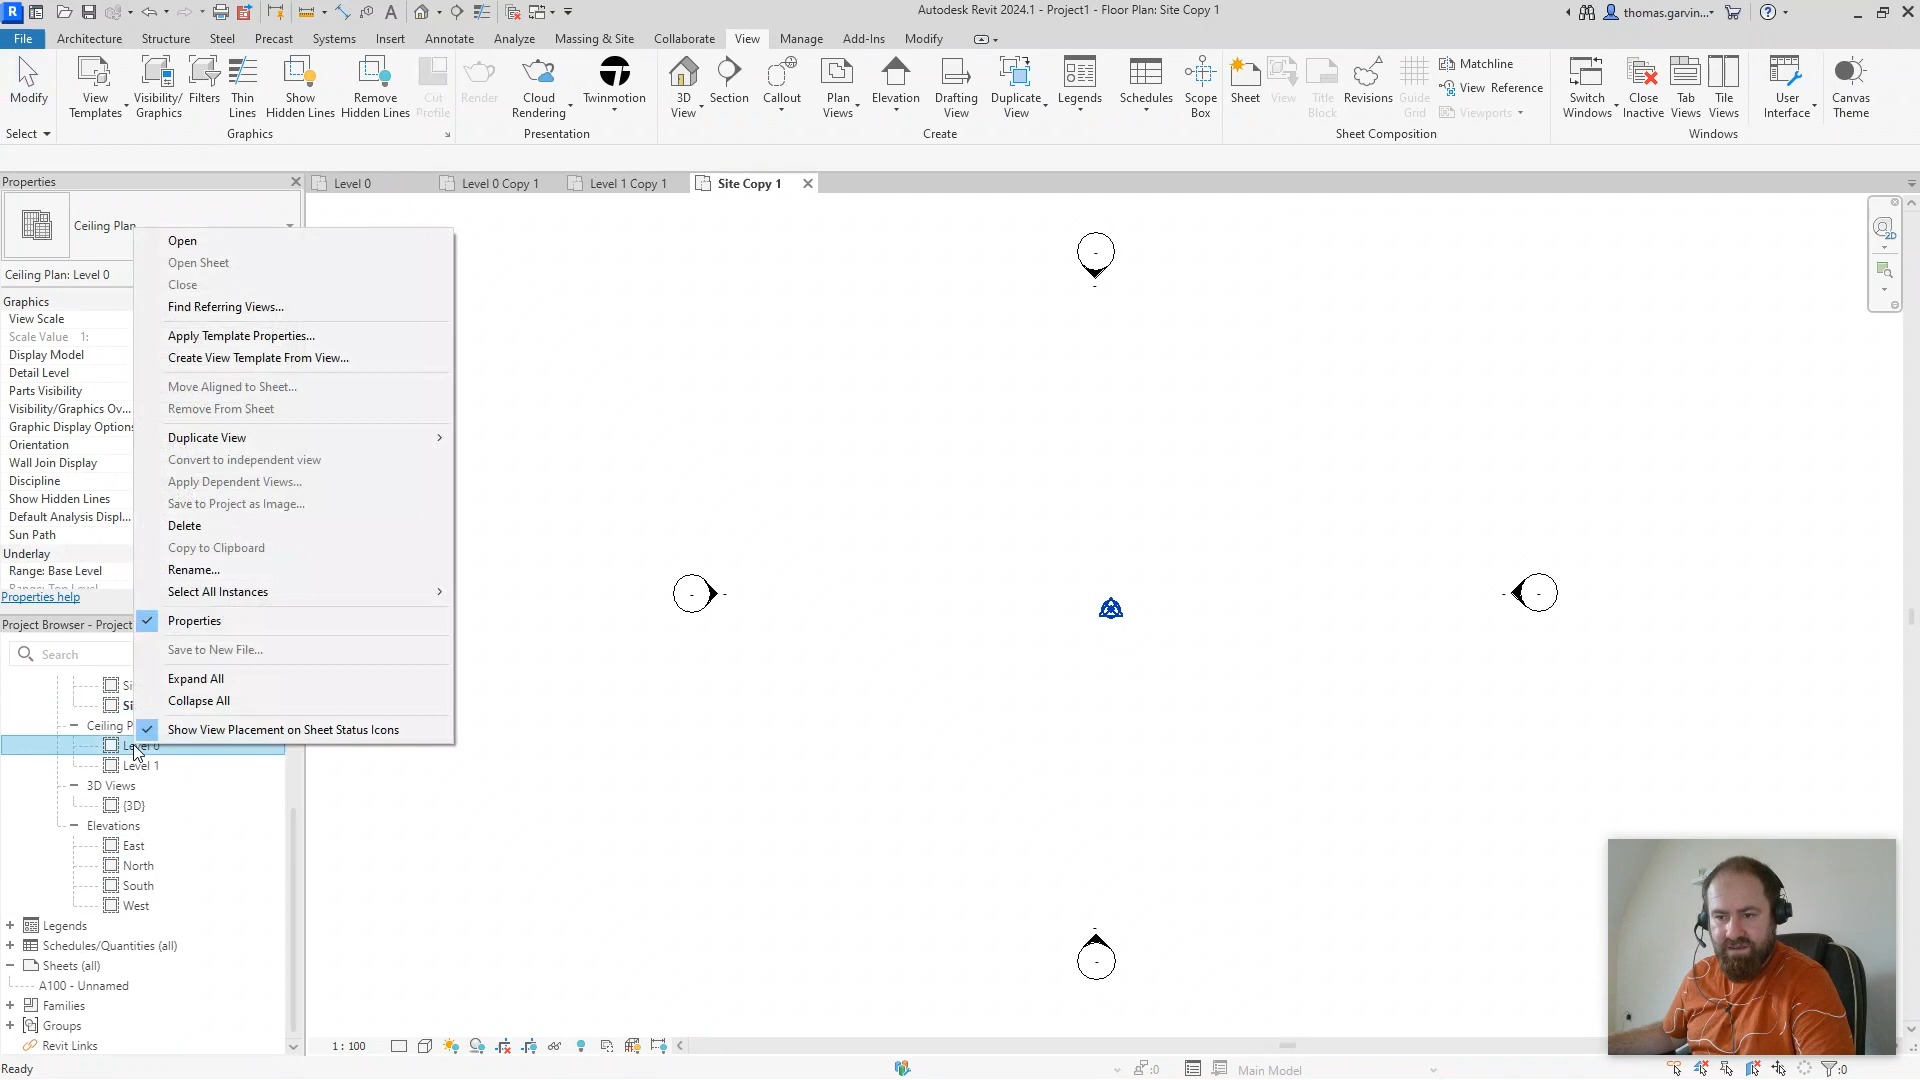 Autodesk Revit 2024.1 - Project1 - Floor Plan: Site Copy 1
thomas.garvin...
File Architecture Structure Steel Precast Systems Insert Annotate Analyze Massing & Site Collaborate View Manage Add-Ins Modify
Modify
View Templates
Visibility/ Graphics
Filters
Thin Lines
Show Hidden Lines
Remove Hidden Lines
Cut Profile
Render
Cloud Rendering
Twinmotion
3D View
Section
Callout
Plan Views
Elevation
Drafting View
Duplicate View
Legends
Schedules
Scope Box
Sheet
View
Title Block
Revisions
Guide Grid
Matchline
View Reference
Viewports
Switch Windows
Close Inactive
Tab Views
Tile Views
User Interface
Canvas Theme
Select Graphics Presentation Create Sheet Composition Windows
Properties
Level 0 Level 0 Copy 1 Level 1 Copy 1 Site Copy 1
Ceiling Plan
Ceiling Plan: Level 0
Graphics
View Scale
Scale Value 1:
Display Model
Detail Level
Parts Visibility
Visibility/Graphics Ov...
Graphic Display Options
Orientation
Wall Join Display
Discipline
Show Hidden Lines
Default Analysis Displ...
Sun Path
Underlay
Range: Base Level
Range: Top Level
Properties help
Open
Open Sheet
Close
Find Referring Views...
Apply Template Properties...
Create View Template From View...
Move Aligned to Sheet...
Remove From Sheet
Duplicate View
Convert to independent view
Apply Dependent Views...
Save to Project as Image...
Delete
Copy to Clipboard
Rename...
Select All Instances
Properties
Save to New File...
Expand All
Collapse All
Show View Placement on Sheet Status Icons
Project Browser - Project
Search
Si
Si
Ceiling P
Level 0
Level 1
3D Views
{3D}
Elevations
East
North
South
West
Legends
Schedules/Quantities (all)
Sheets (all)
A100 - Unnamed
Families
Groups
Revit Links
1 : 100
Ready
:0
Main Model
:0
2D